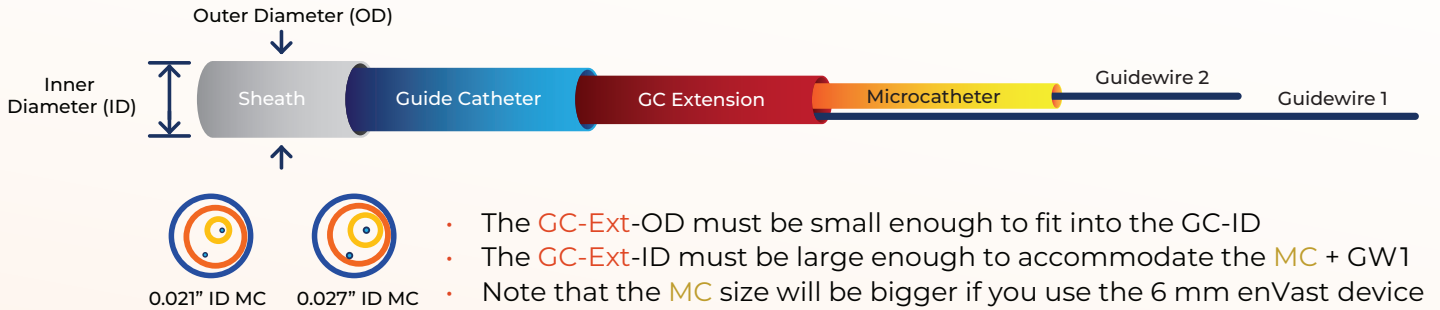 Outer Diameter (OD)
Inner
Diameter (ID)
Sheath
Guide Catheter
GC Extension
Microcatheter
Guidewire 2
Guidewire 1
0.021” ID MC
0.027” ID MC
• The GC-Ext-OD must be small enough to fit into the GC-ID
• The GC-Ext-ID must be large enough to accommodate the MC + GW1
• Note that the MC size will be bigger if you use the 6 mm enVast device